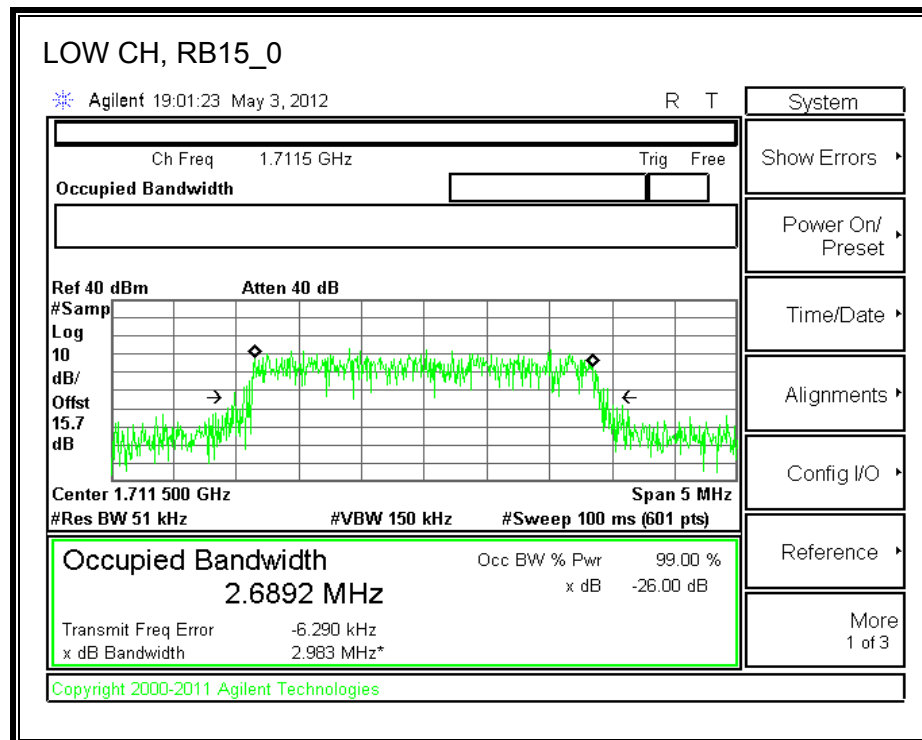 LOW CH, RB15_0
Agilent 19:01:23 May 3, 2012 R T
System
Ch Freq 1.7115 GHz Trig Free
Occupied Bandwidth
Show Errors
Power On/
Preset
Time/Date
Alignments
Config I/O
Reference
More
1 of 3
Ref 40 dBm Atten 40 dB
#Samp
Log
10
dB/
Offst
15.7
dB
Center 1.711 500 GHz Span 5 MHz
#Res BW 51 kHz #VBW 150 kHz #Sweep 100 ms (601 pts)
Occupied Bandwidth Occ BW % Pwr 99.00 %
2.6892 MHz x dB -26.00 dB
Transmit Freq Error -6.290 kHz
x dB Bandwidth 2.983 MHz*
Copyright 2000-2011 Agilent Technologies